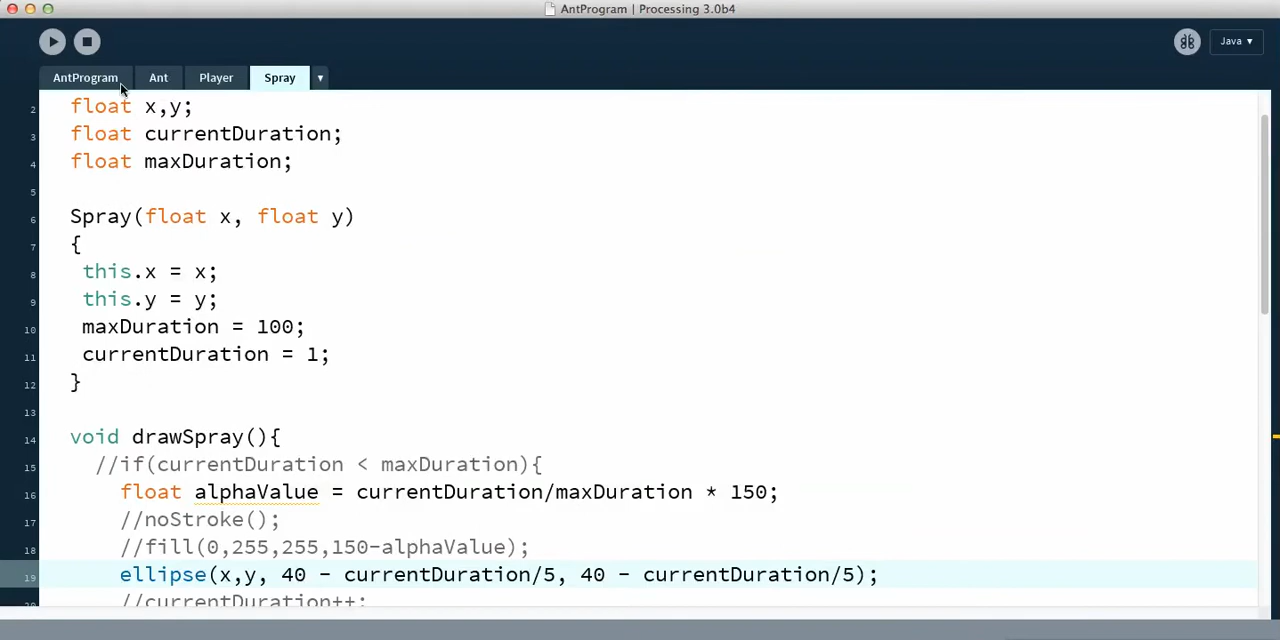 AntProgram | Processing 3.0b4
Java ▾
AntProgram Ant Player Spray ▾
2 float x,y;
3 float currentDuration;
4 float maxDuration;
5
6 Spray(float x, float y)
7 {
8 this.x = x;
9 this.y = y;
10 maxDuration = 100;
11 currentDuration = 1;
12 }
13
14 void drawSpray(){
15 //if(currentDuration < maxDuration){
16 float alphaValue = currentDuration/maxDuration * 150;
17 //noStroke();
18 //fill(0,255,255,150-alphaValue);
19 ellipse(x,y, 40 - currentDuration/5, 40 - currentDuration/5);
20 //currentDuration++;